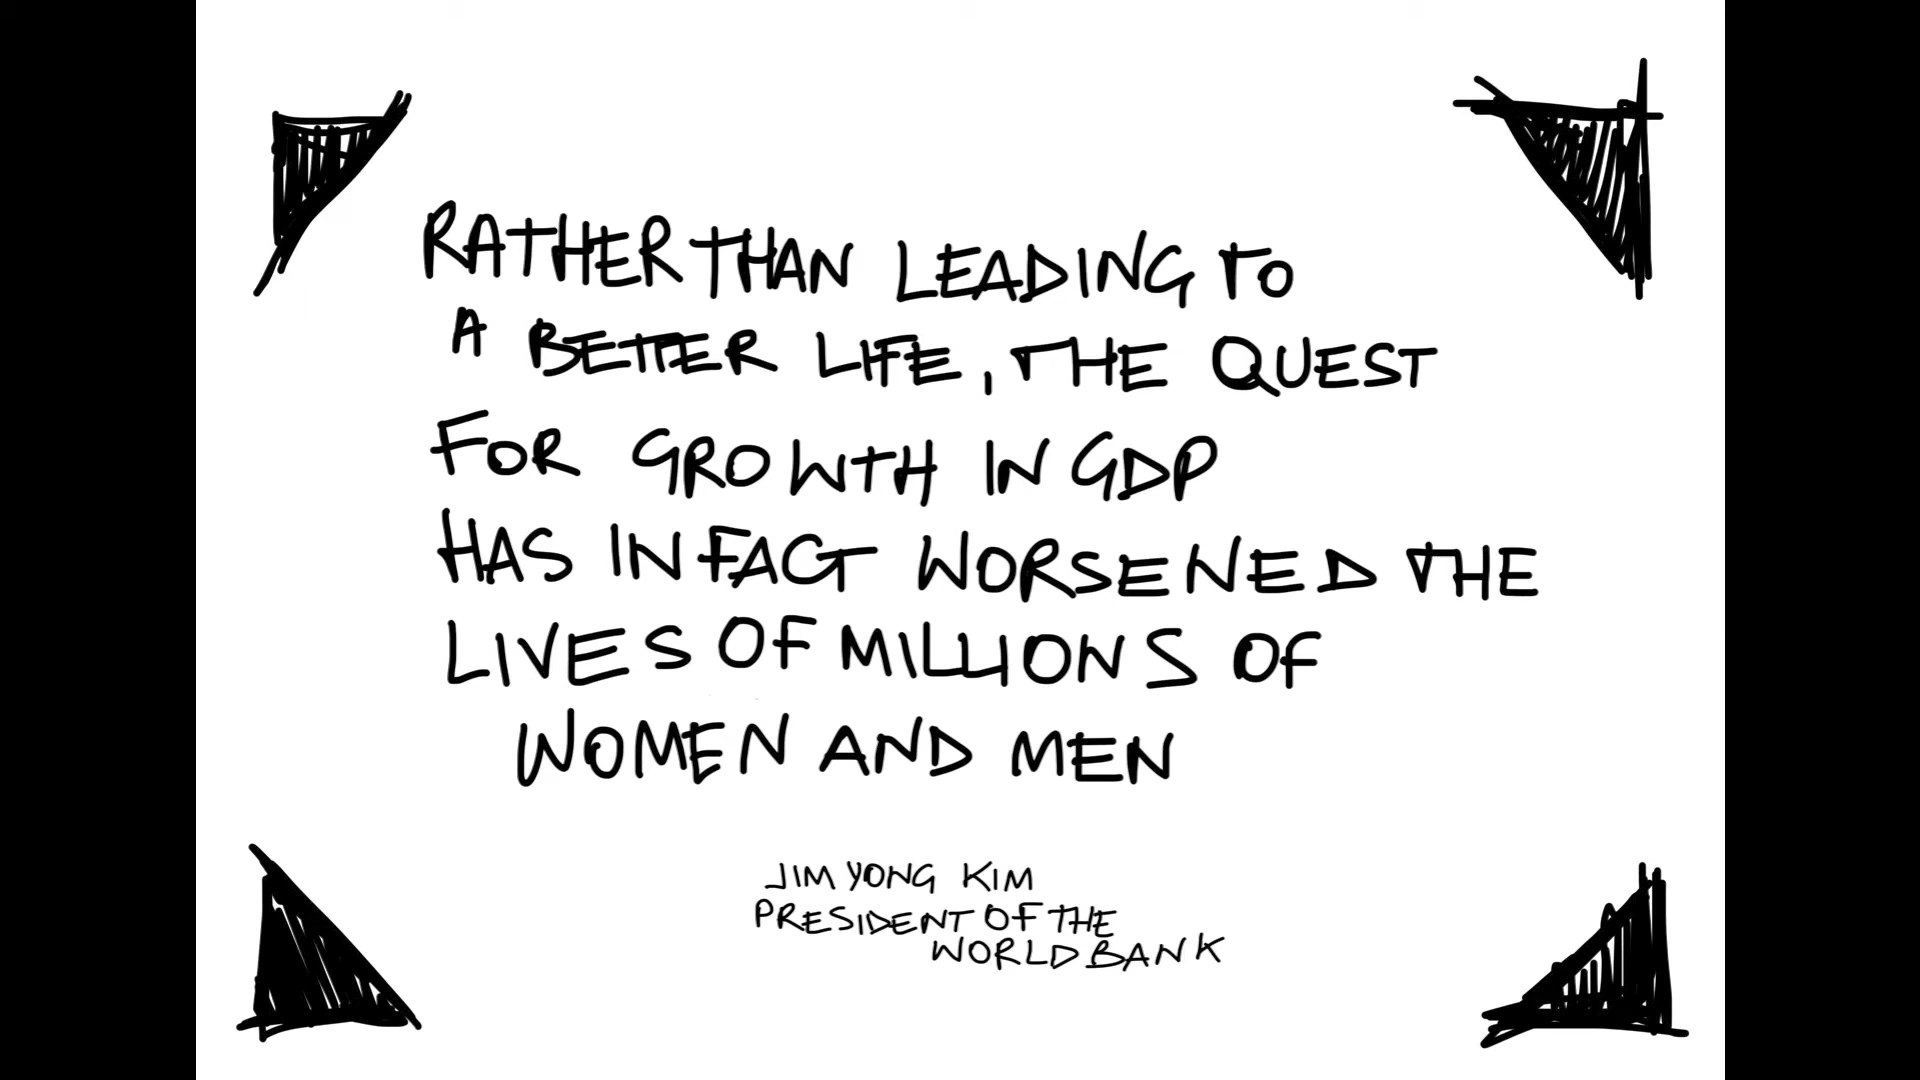 RATHER THAN LEADING TO
A BETTER LIFE, THE QUEST
FOR GROWTH IN GDP
HAS IN FACT WORSENED THE
LIVES OF MILLIONS OF
WOMEN AND MEN
JIM YONG KIM
PRESIDENT OF THE
WORLD BANK